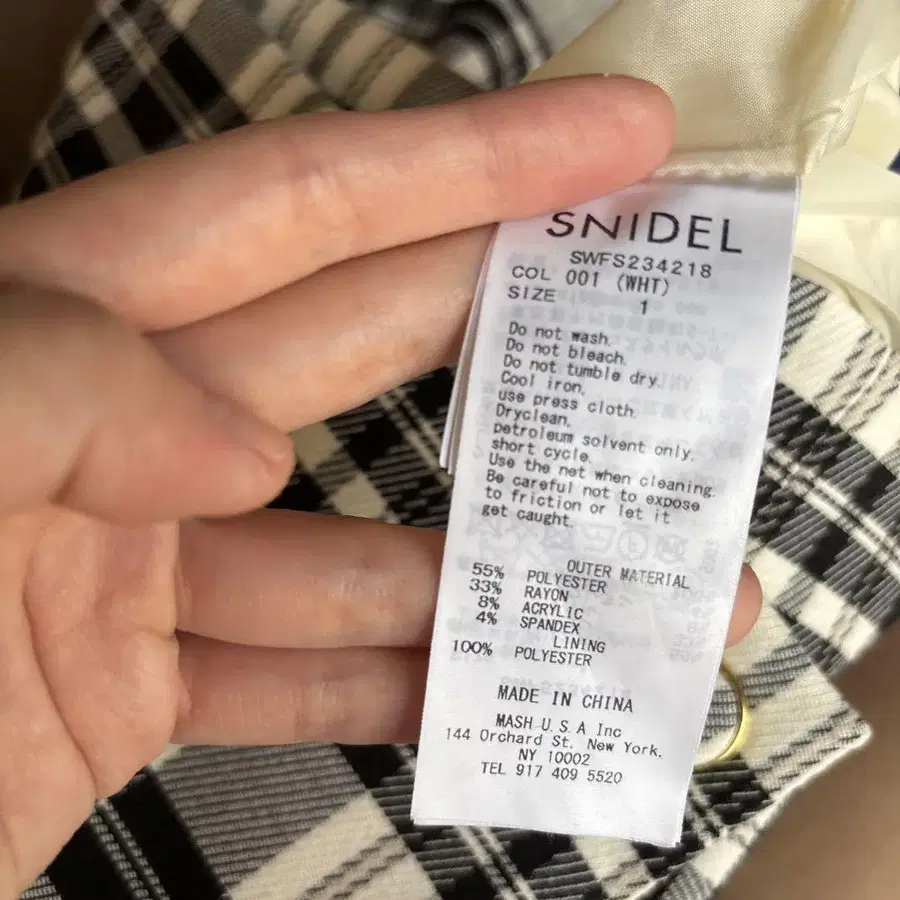 SNIDEL
SWFS234218
COL 001 (WHT)
SIZE 1
Do not wash.
Do not bleach.
Do not tumble dry.
Cool iron,
use press cloth.
Dryclean,
petroleum solvent only,
short cycle.
Use the net when cleaning.
Be careful not to expose
to friction or let it
get caught.
OUTER MATERIAL
55% POLYESTER
33% RAYON
8% ACRYLIC
4% SPANDEX
LINING
100% POLYESTER
MADE IN CHINA
MASH U.S.A Inc
144 Orchard St. New York.
NY 10002
TEL 917 409 5520